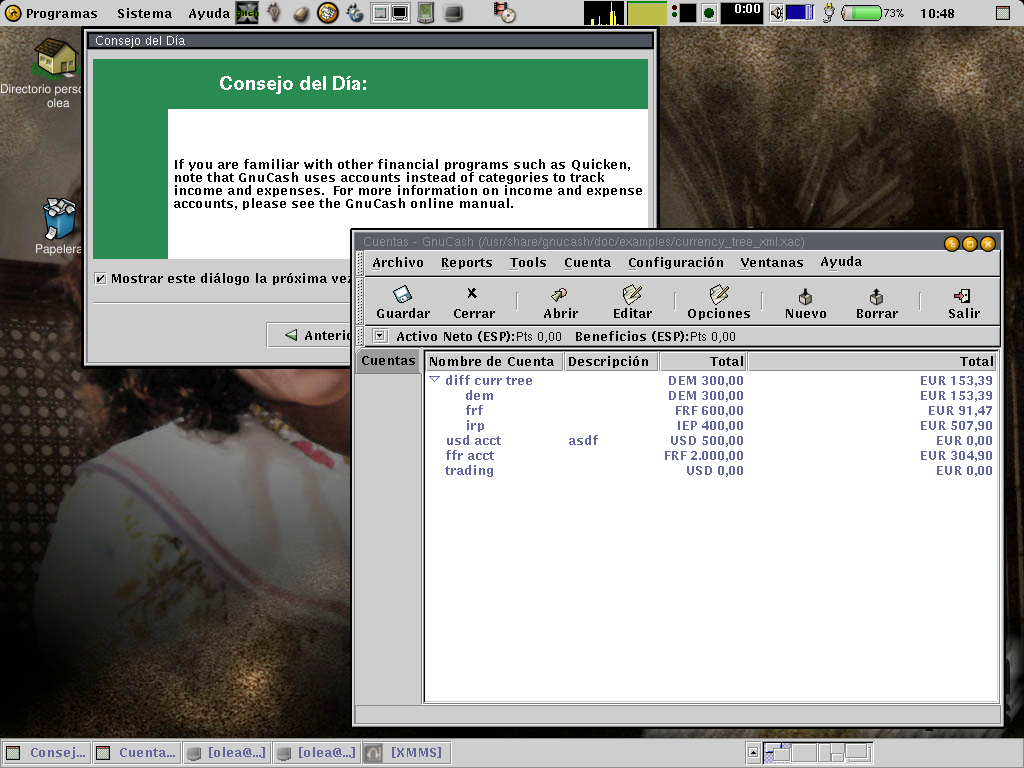 Programas Sistema Ayuda 0:00 73% 10:48
Directorio perso
olea
Papelera
Consejo del Día
Consejo del Día:
If you are familiar with other financial programs such as Quicken,
note that GnuCash uses accounts instead of categories to track
income and expenses. For more information on income and expense
accounts, please see the GnuCash online manual.
Mostrar este diálogo la próxima vez
Anterio
Cuentas - GnuCash (/usr/share/gnucash/doc/examples/currency_tree_xml.xac)
Archivo Reports Tools Cuenta Configuración Ventanas Ayuda
Guardar Cerrar Abrir Editar Opciones Nuevo Borrar Salir
Activo Neto (ESP):Pts 0,00 Beneficios (ESP):Pts 0,00
Cuentas
Nombre de Cuenta Descripción Total Total
diff curr tree DEM 300,00 EUR 153,39
dem DEM 300,00 EUR 153,39
frf FRF 600,00 EUR 91,47
irp IEP 400,00 EUR 507,90
usd acct asdf USD 500,00 EUR 0,00
ffr acct FRF 2.000,00 EUR 304,90
trading USD 0,00 EUR 0,00
Consej... Cuenta... [olea@...] [olea@...] [XMMS]